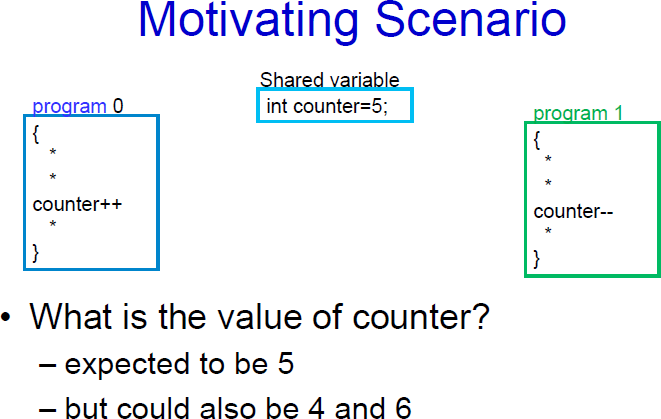 Motivating Scenario
Shared variable
int counter=5;
program 0
{
*
*
counter++
*
}
program 1
{
*
*
counter--
*
}
• What is the value of counter?
– expected to be 5
– but could also be 4 and 6